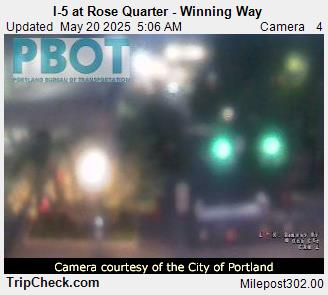 I-5 at Rose Quarter - Winning Way
Updated May 20 2025 5:06 AM Camera 4
PBOT
PORTLAND BUREAU OF TRANSPORTATION
Camera courtesy of the City of Portland
TripCheck.com Milepost302.00